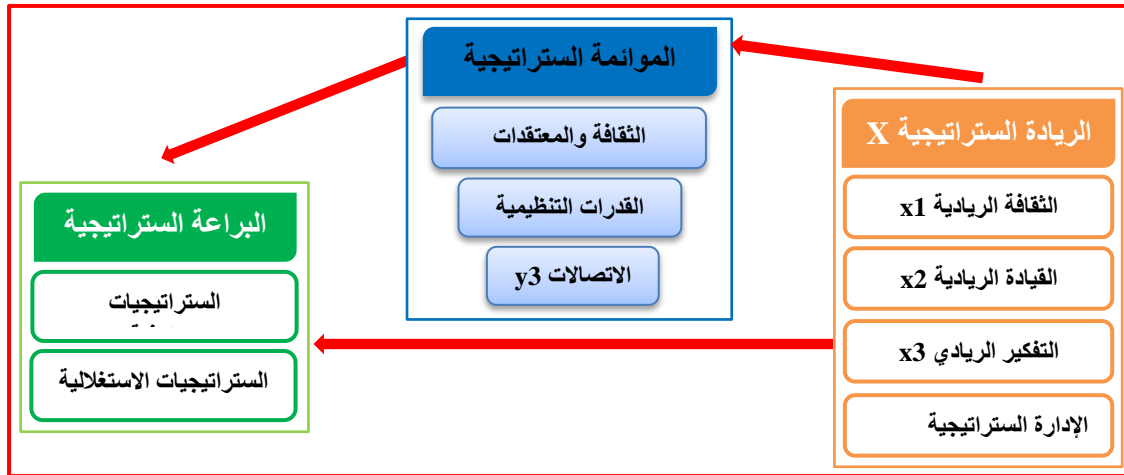 الموائمة الستراتيجية
الثقافة والمعتقدات
القدرات التنظيمية
الاتصالات y3
الريادة الستراتيجية X
الثقافة الريادية x1
القيادة الريادية x2
التفكير الريادي x3
الإدارة الستراتيجية
البراعة الستراتيجية
الستراتيجيات
الستراتيجيات الاستغلالية